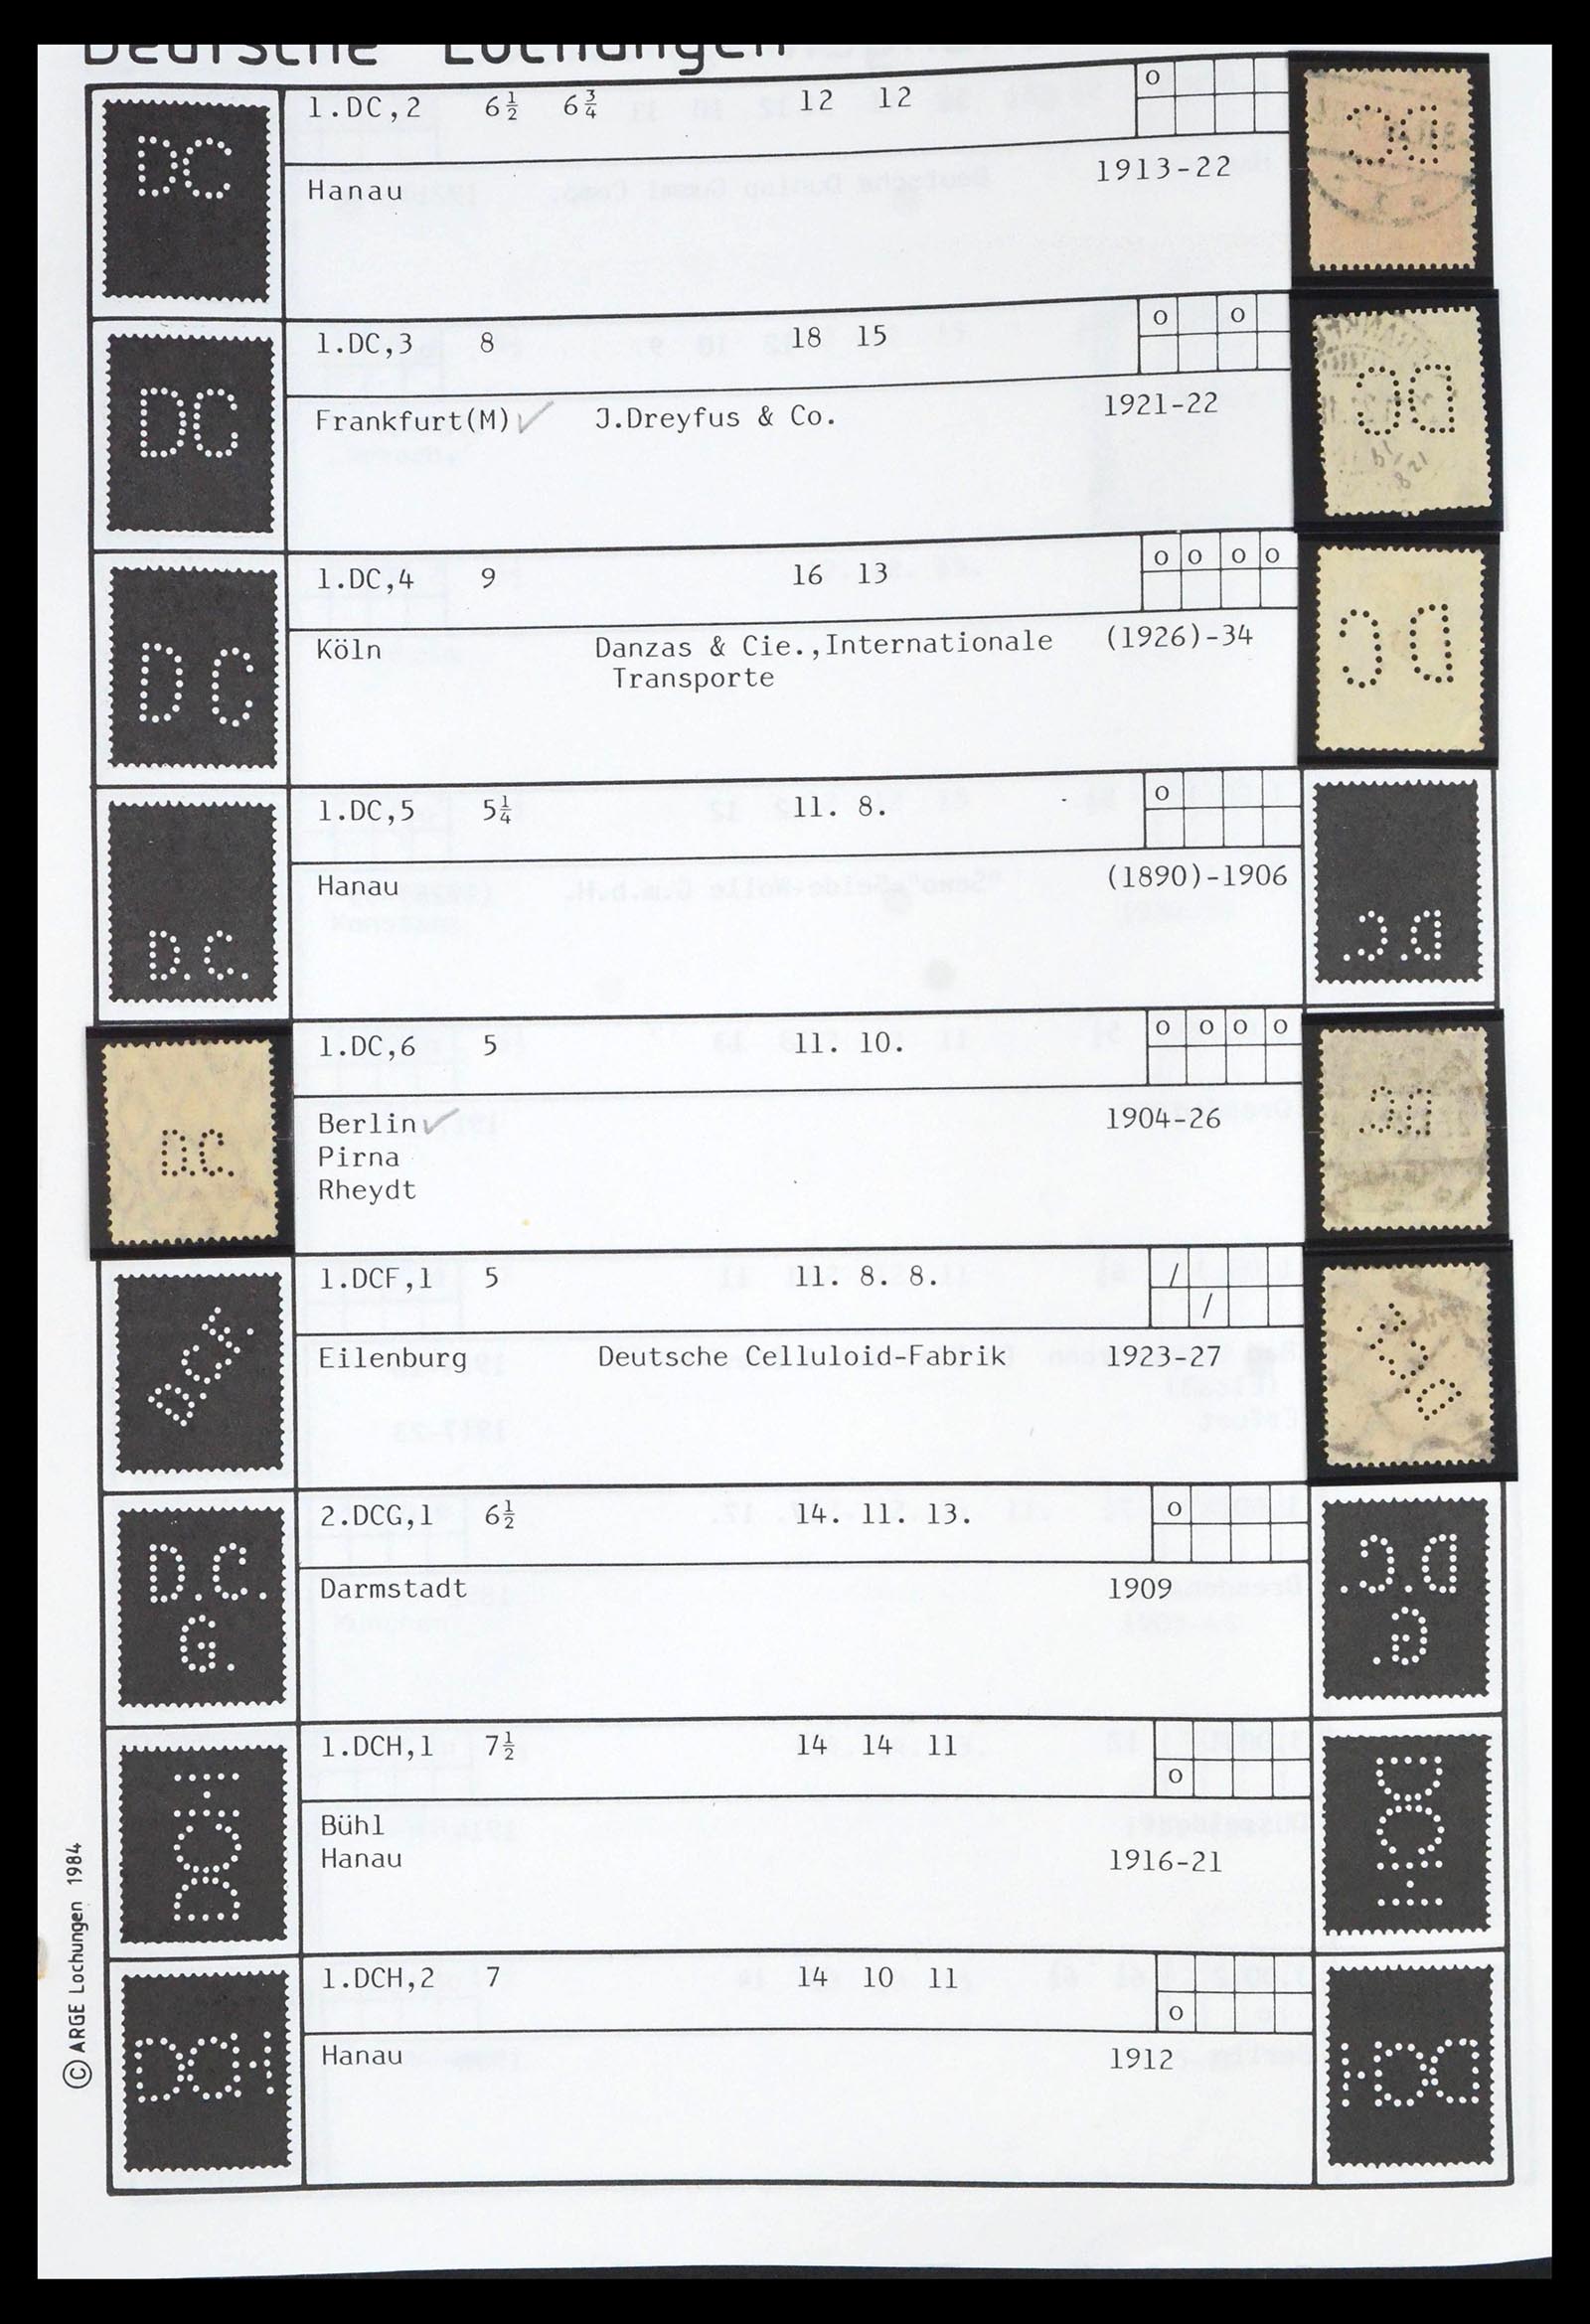 Deutsche Lochungen
DC
1.DC,2 6½ 6¾ 12 12 o
Hanau 1913-22
DC
1.DC,3 8 18 15 o o
Frankfurt(M) ✓ J.Dreyfus & Co. 1921-22
DC
1.DC,4 9 16 13 o o o o
Köln Danzas & Cie.,Internationale (1926)-34
Transporte
D.C.
1.DC,5 5¼ 11. 8. o
Hanau (1890)-1906
D.C.
1.DC,6 5 11. 10. o o o o
Berlin ✓ 1904-26
Pirna
Rheydt
D.C.F.
1.DCF,1 5 11. 8. 8. / /
Eilenburg Deutsche Celluloid-Fabrik 1923-27
D.C.
G.
2.DCG,1 6½ 14. 11. 13. o
Darmstadt 1909
DCH
1.DCH,1 7½ 14 14 11 o
Bühl
Hanau 1916-21
DCH
1.DCH,2 7 14 10 11 o
Hanau 1912
© ARGE Lochungen 1984